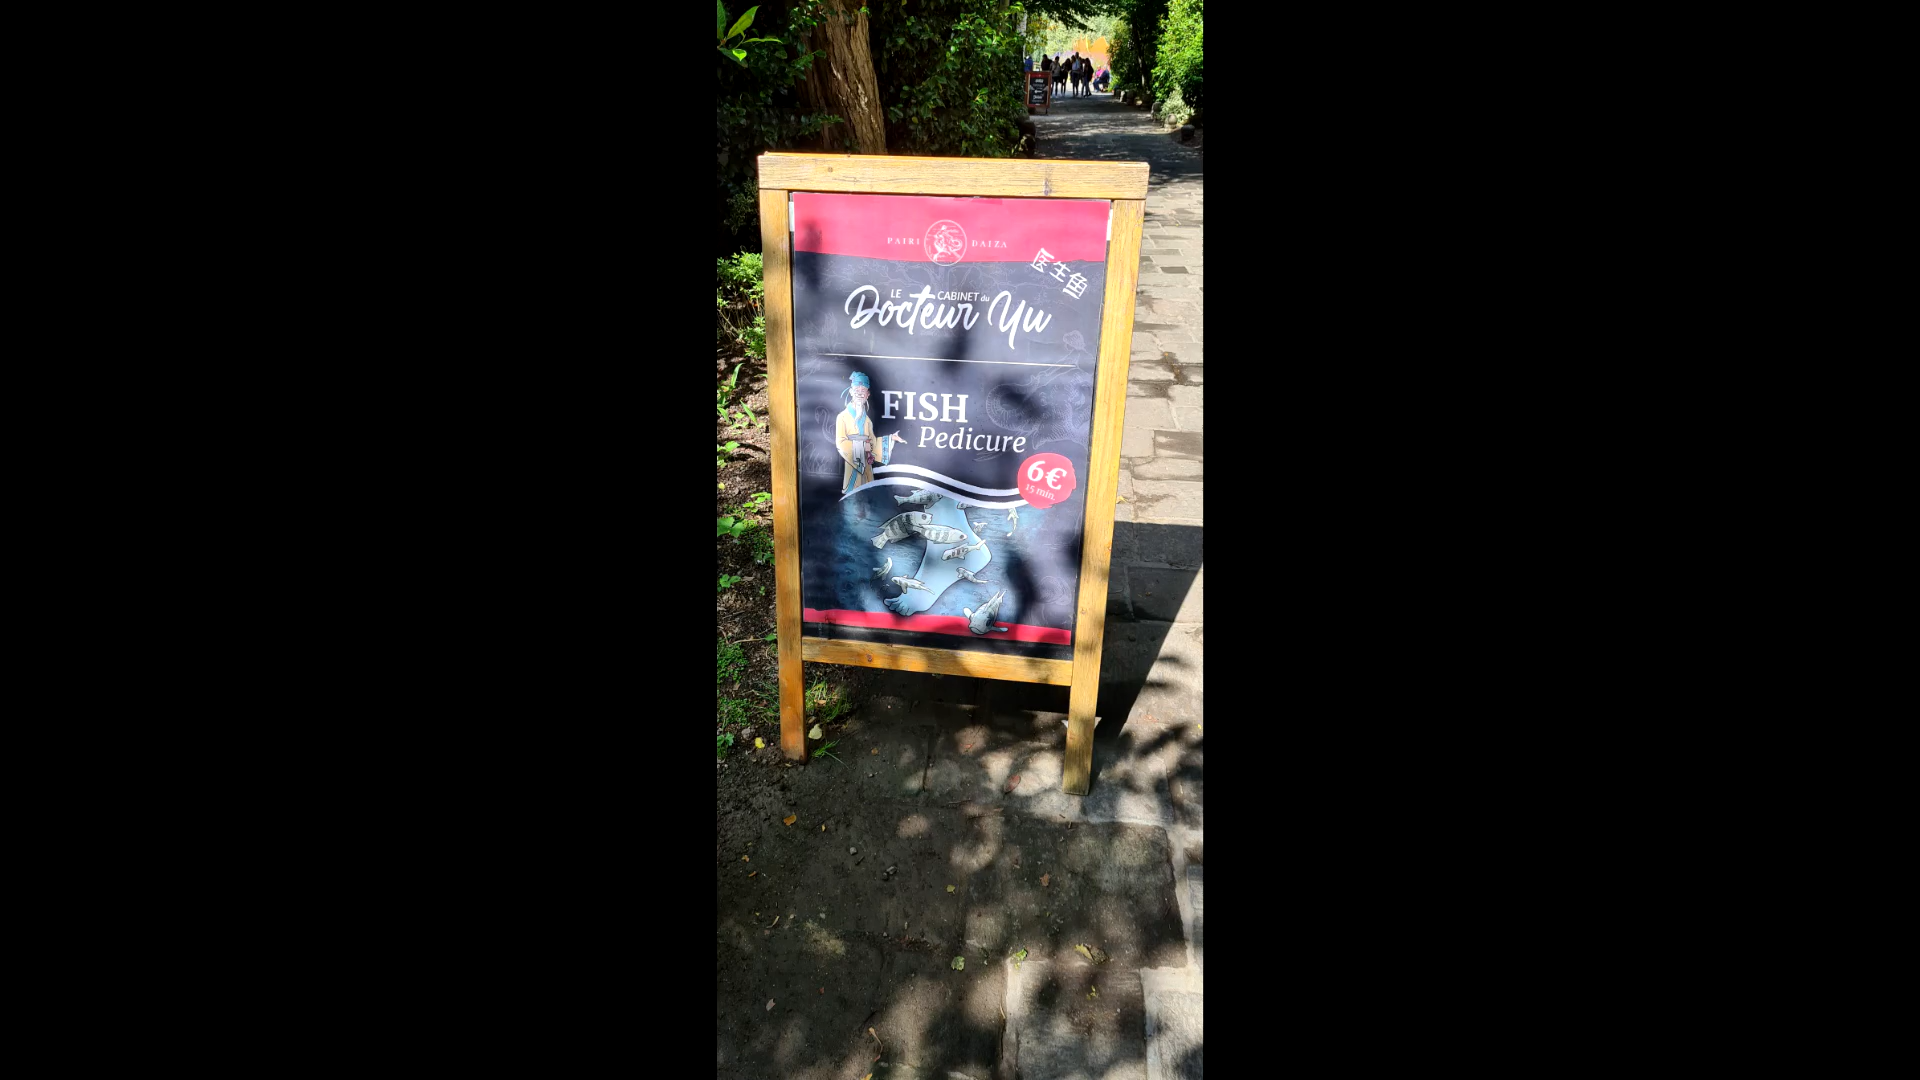 PAIRI DAIZA
医生鱼
LE CABINET du
Docteur Yu
FISH
Pedicure
6€
15 min.